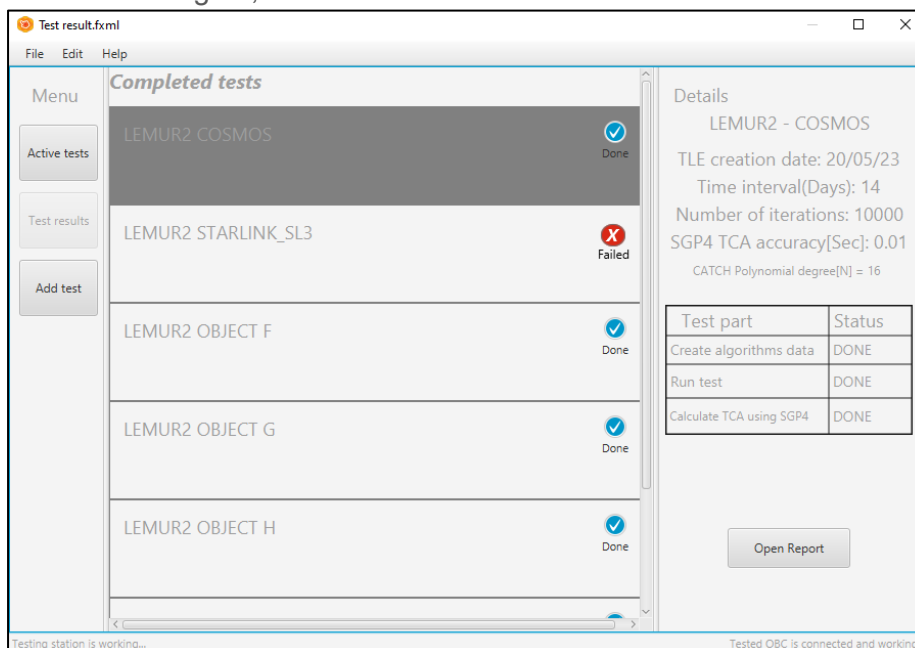 Test result.fxml
File Edit Help
Menu
Active tests
Test results
Add test
Completed tests
LEMUR2 COSMOS
Done
LEMUR2 STARLINK_SL3
Failed
LEMUR2 OBJECT F
Done
LEMUR2 OBJECT G
Done
LEMUR2 OBJECT H
Done
Details
LEMUR2 - COSMOS
TLE creation date: 20/05/23
Time interval(Days): 14
Number of iterations: 10000
SGP4 TCA accuracy[Sec]: 0.01
CATCH Polynomial degree[N] = 16
Test part Status
Create algorithms data DONE
Run test DONE
Calculate TCA using SGP4 DONE
Open Report
Testing station is working...
Tested OBC is connected and working